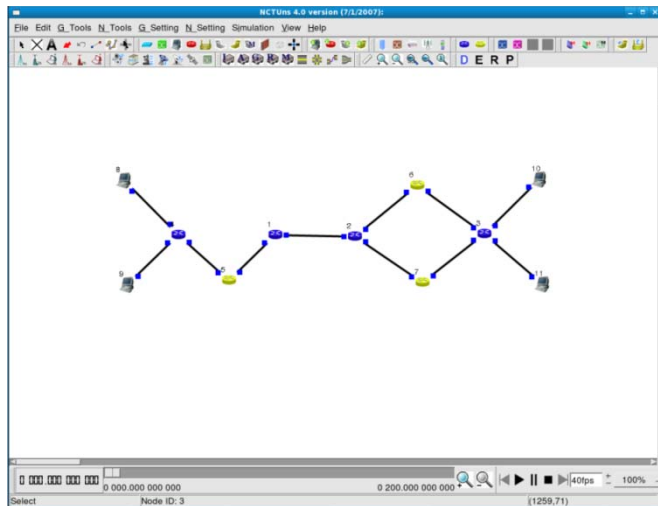 NCTUns 4.0 version (7/1/2007):
File Edit G_Tools N_Tools G_Setting N_Setting Simulation View Help
D E R P
8
6
10
1
2
3
5
7
9
11
0 000.000 000 000
0 200.000 000 000
40fps
100%
Select
Node ID: 3
(1259,71)